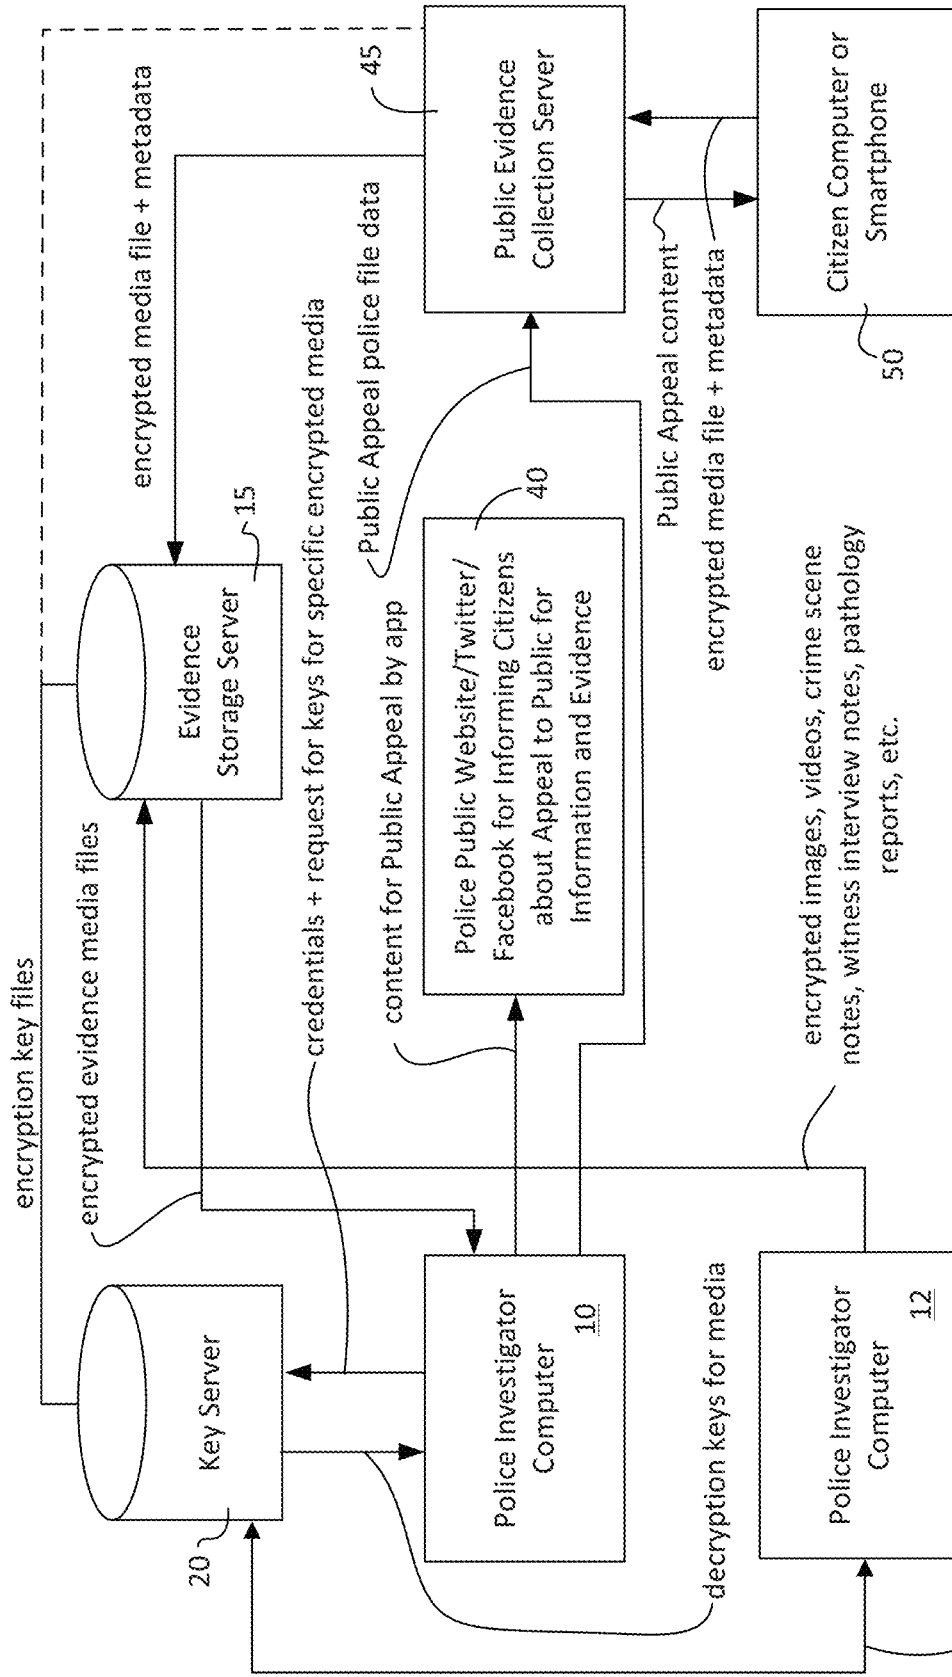 encryption key files
encrypted evidence media files
encrypted media file + metadata
Key Server
20
Evidence
Storage Server
15
credentials + request for keys for specific encrypted media
Public Appeal police file data
45
content for Public Appeal by app
Police Investigator
Computer
10
Police Public Website/Twitter/
Facebook for Informing Citizens
about Appeal to Public for
Information and Evidence
40
Public Evidence
Collection Server
decryption keys for media
Public Appeal content
encrypted media file + metadata
Police Investigator
Computer
12
encrypted images, videos, crime scene
notes, witness interview notes, pathology
reports, etc.
Citizen Computer or
Smartphone
50